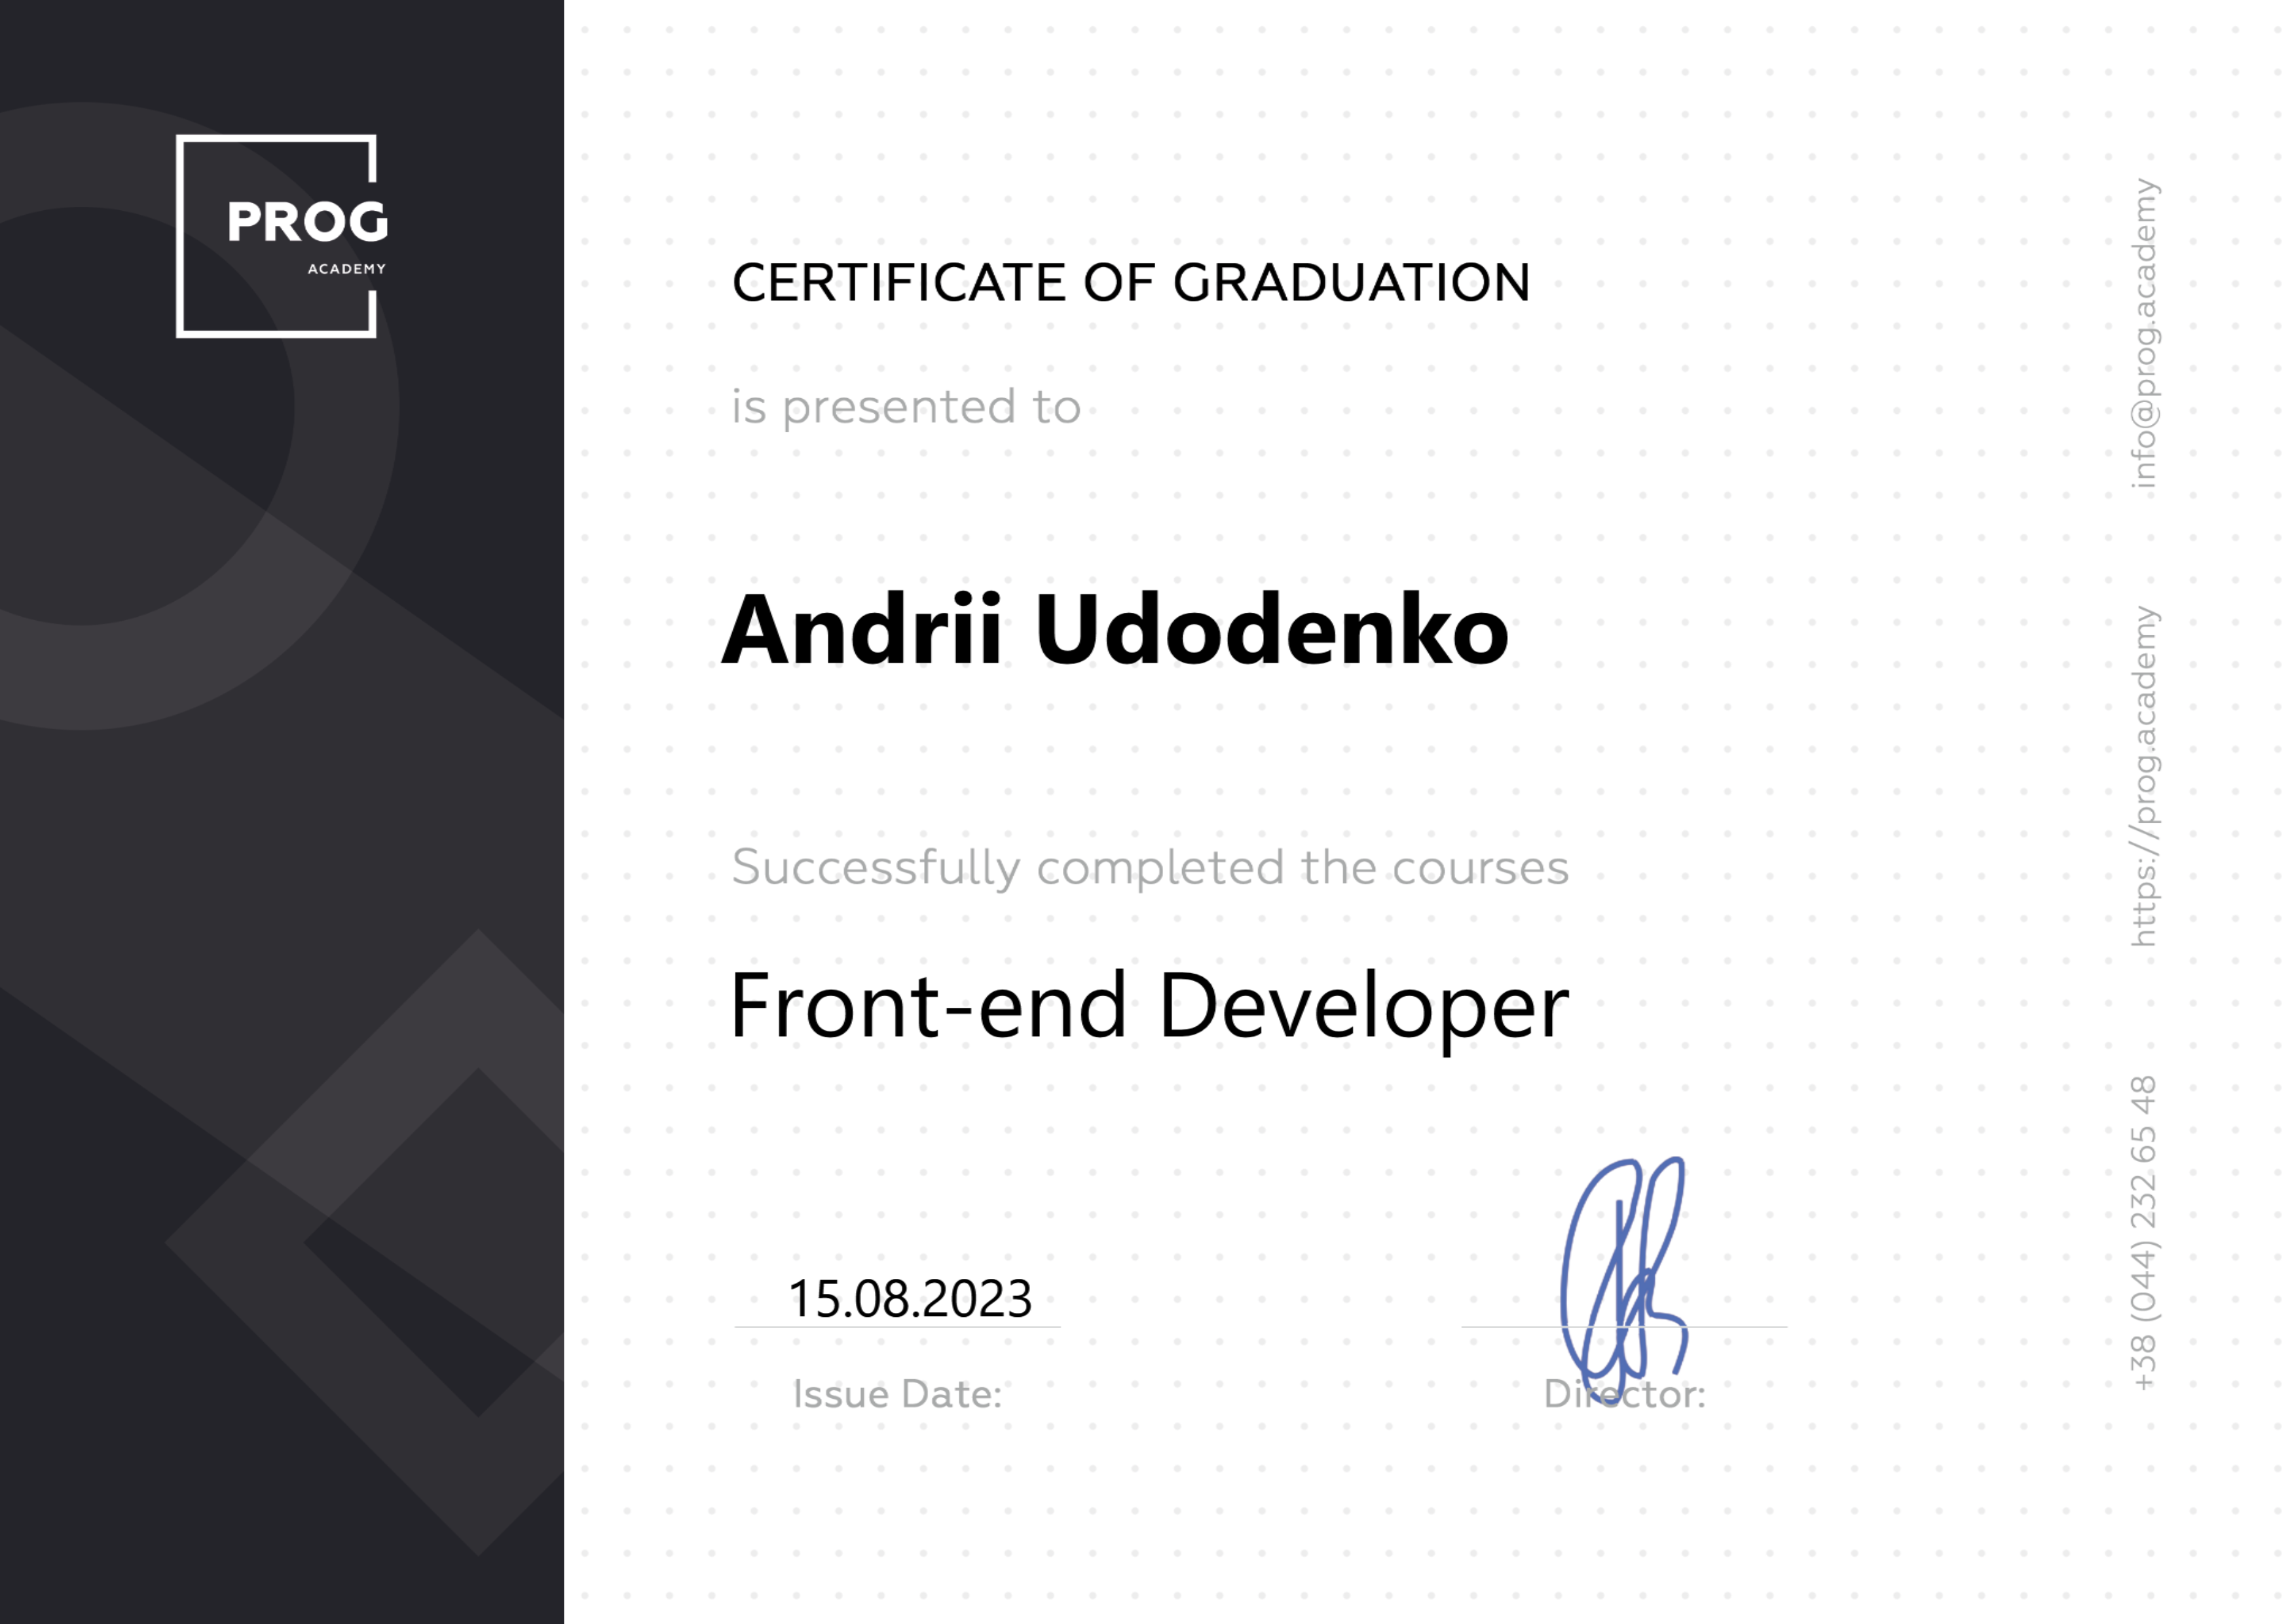 PROG
ACADEMY
CERTIFICATE OF GRADUATION
is presented to
Andrii Udodenko
Successfully completed the courses
Front-end Developer
15.08.2023
Issue Date:
Director:
info@prog.academy
https://prog.academy
+38 (044) 232 65 48